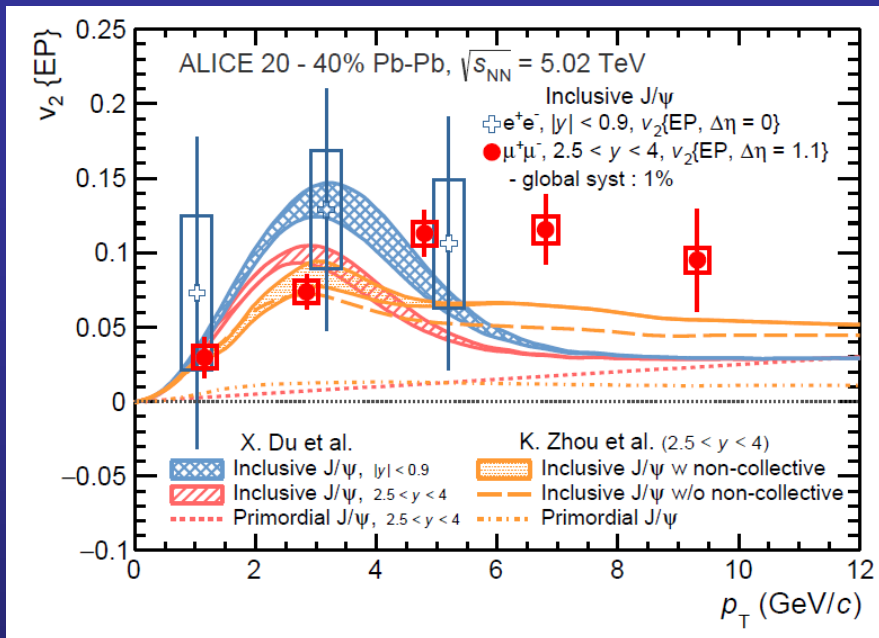 ALICE 20 - 40% Pb-Pb, √s_NN = 5.02 TeV
Inclusive J/ψ
e⁺e⁻, |y| < 0.9, v₂{EP, Δη = 0}
μ⁺μ⁻, 2.5 < y < 4, v₂{EP, Δη = 1.1}
- global syst : 1%
v₂ {EP}
0.25
0.2
0.15
0.1
0.05
0
−0.05
−0.1
X. Du et al.
Inclusive J/ψ, |y| < 0.9
Inclusive J/ψ, 2.5 < y < 4
Primordial J/ψ, 2.5 < y < 4
K. Zhou et al. (2.5 < y < 4)
Inclusive J/ψ w non-collective
Inclusive J/ψ w/o non-collective
Primordial J/ψ
0 2 4 6 8 10 12
p_T (GeV/c)